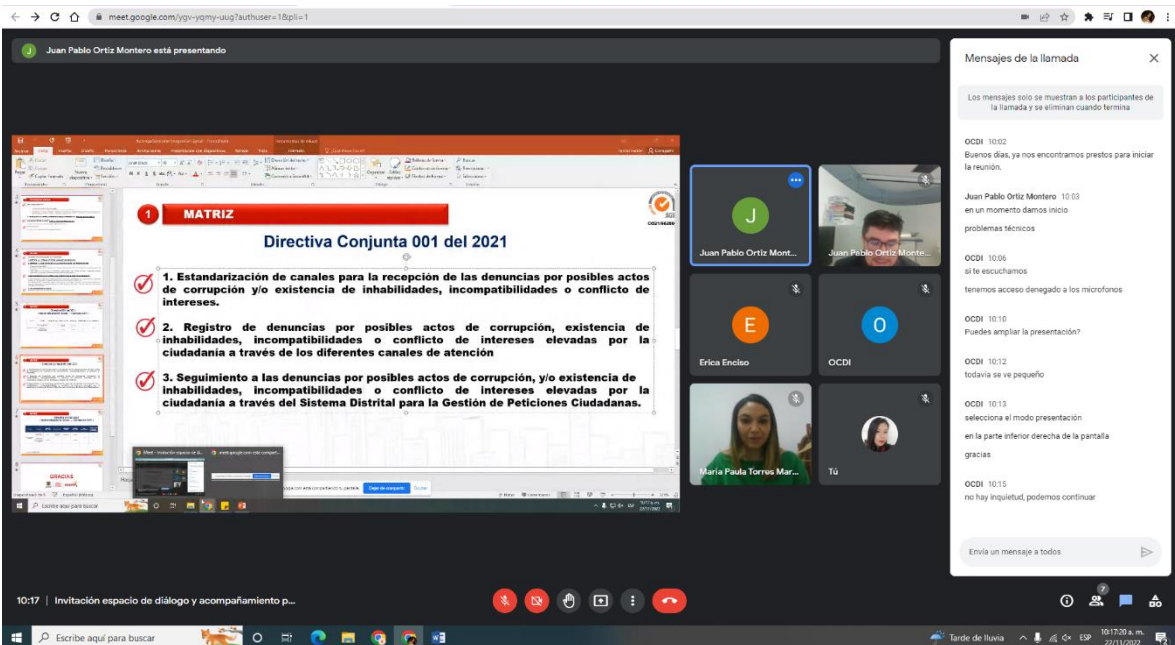 meet.google.com/ygv-yqmy-uug?authuser=1&pli=1
J Juan Pablo Ortiz Montero está presentando
1 MATRIZ
Directiva Conjunta 001 del 2021
1. Estandarización de canales para la recepción de las denuncias por posibles actos
de corrupción y/o existencia de inhabilidades, incompatibilidades o conflicto de
intereses.
2. Registro de denuncias por posibles actos de corrupción, existencia de
inhabilidades, incompatibilidades o conflicto de intereses elevadas por la
ciudadanía a través de los diferentes canales de atención
3. Seguimiento a las denuncias por posibles actos de corrupción, y/o existencia de
inhabilidades, incompatibilidades o conflicto de intereses elevadas por la
ciudadanía a través del Sistema Distrital para la Gestión de Peticiones Ciudadanas.
SGS
GRACIAS
Dejar de compartir
Ocultar
J
Juan Pablo Ortiz Mont...
Juan Pablo Ortiz Monte...
E
Erica Enciso
O
OCDI
Maria Paula Torres Mar...
Tú
Mensajes de la llamada
Los mensajes solo se muestran a los participantes de
la llamada y se eliminan cuando termina
OCDI 10:02
Buenos días, ya nos encontramos prestos para iniciar
la reunión.
Juan Pablo Ortiz Montero 10:03
en un momento damos inicio
problemas técnicos
OCDI 10:06
si te escuchamos
tenemos acceso denegado a los microfonos
OCDI 10:10
Puedes ampliar la presentación?
OCDI 10:12
todavía se ve pequeño
OCDI 10:13
selecciona el modo presentación
en la parte inferior derecha de la pantalla
gracias
OCDI 10:15
no hay inquietud, podemos continuar
Envía un mensaje a todos
10:17 | Invitación espacio de diálogo y acompañamiento p...
7
Escribe aquí para buscar
Tarde de lluvia
ESP
10:17:20 a. m.
22/11/2022